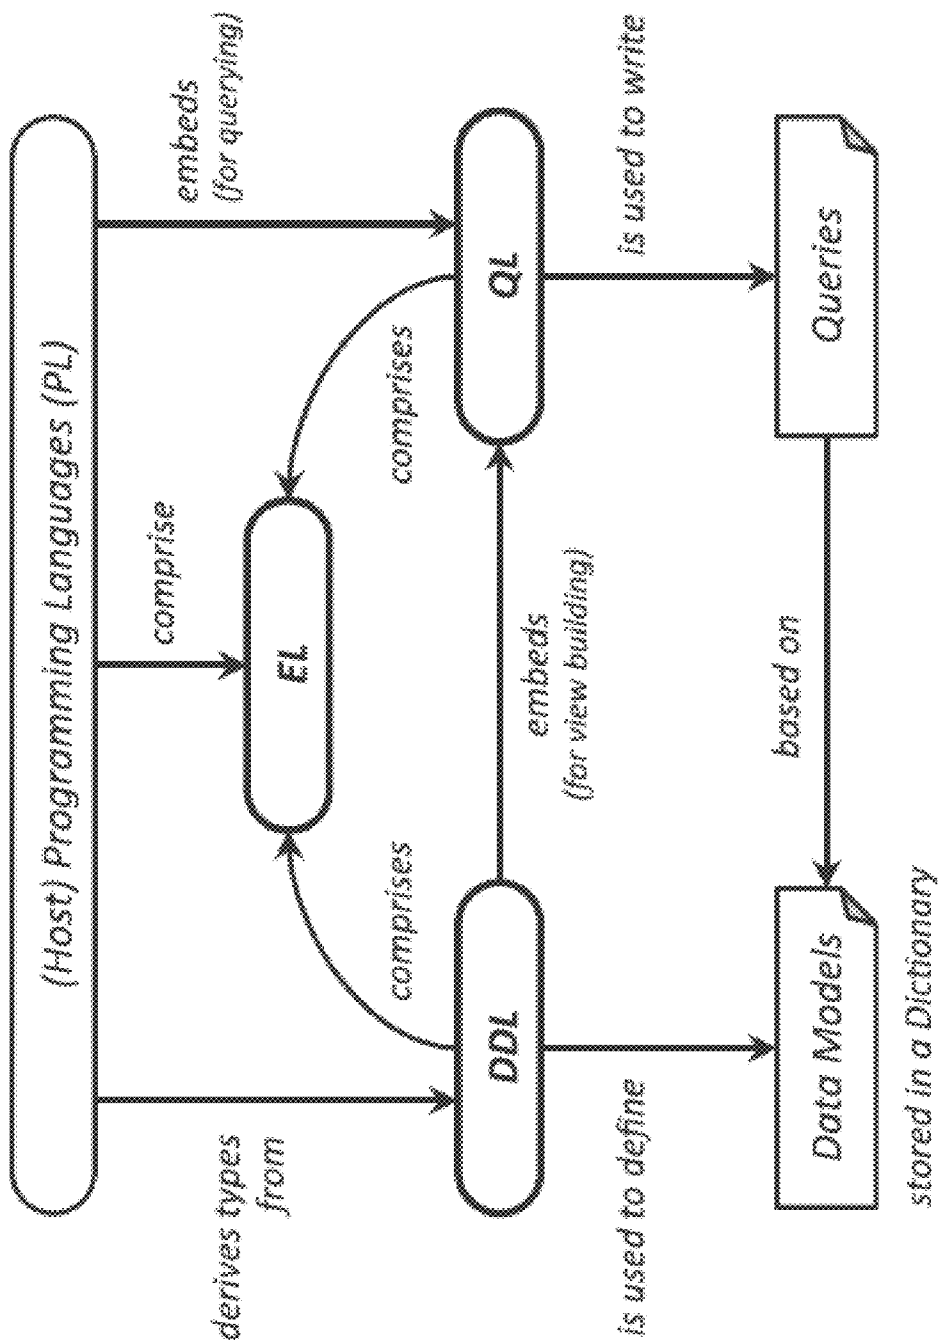 (Host) Programming Languages (PL)
derives types
from
comprise
embeds
(for querying)
EL
comprises
comprises
DDL
embeds
(for view building)
QL
is used to define
is used to write
Data Models
based on
Queries
stored in a Dictionary